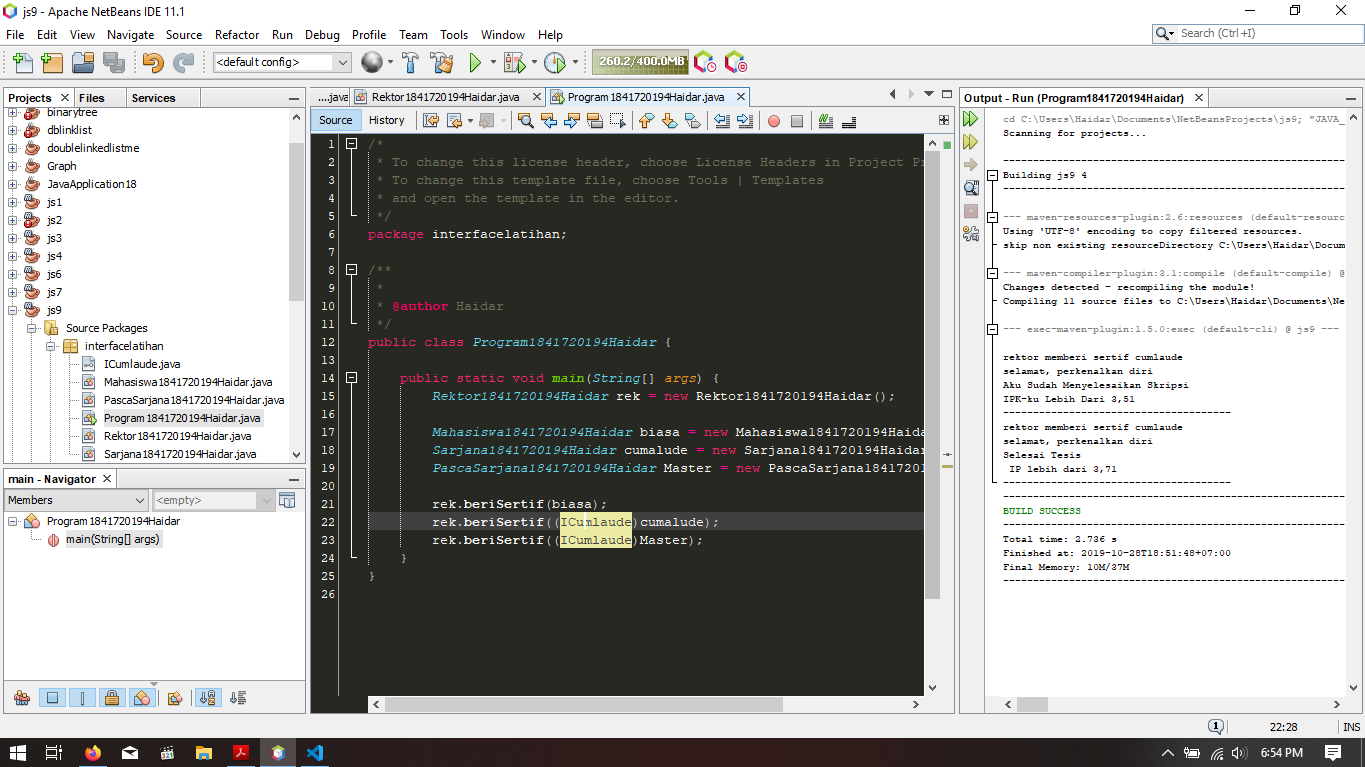 js9 - Apache NetBeans IDE 11.1
File Edit View Navigate Source Refactor Run Debug Profile Team Tools Window Help
Search (Ctrl+I)
<default config>
260.2/400.0MB
Projects Files Services
binarytree
dblinklist
doublelinkedlistme
Graph
JavaApplication18
js1
js2
js3
js4
js6
js7
js9
Source Packages
interfacelatihan
ICumlaude.java
Mahasiswa1841720194Haidar.java
PascaSarjana1841720194Haidar.java
Program1841720194Haidar.java
Rektor1841720194Haidar.java
Sarjana1841720194Haidar.java
main - Navigator
Members
<empty>
Program1841720194Haidar
main(String[] args)
....java Rektor1841720194Haidar.java Program1841720194Haidar.java
Source History
1 /*
2 * To change this license header, choose License Headers in Project Pr
3 * To change this template file, choose Tools | Templates
4 * and open the template in the editor.
5 */
6 package interfacelatihan;
7
8 /**
9 *
10 * @author Haidar
11 */
12 public class Program1841720194Haidar {
13
14 public static void main(String[] args) {
15 Rektor1841720194Haidar rek = new Rektor1841720194Haidar();
16
17 Mahasiswa1841720194Haidar biasa = new Mahasiswa1841720194Haida
18 Sarjana1841720194Haidar cumalude = new Sarjana1841720194Haidar
19 PascaSarjana1841720194Haidar Master = new PascaSarjana18417201
20
21 rek.beriSertif(biasa);
22 rek.beriSertif((ICumlaude)cumalude);
23 rek.beriSertif((ICumlaude)Master);
24 }
25 }
26
Output - Run (Program1841720194Haidar)
cd C:\Users\Haidar\Documents\NetBeansProjects\js9; "JAVA_
Scanning for projects...
------------------------------------------------
Building js9 4
------------------------------------------------
--- maven-resources-plugin:2.6:resources (default-resourc
Using 'UTF-8' encoding to copy filtered resources.
skip non existing resourceDirectory C:\Users\Haidar\Docum
--- maven-compiler-plugin:3.1:compile (default-compile) @
Changes detected - recompiling the module!
Compiling 11 source files to C:\Users\Haidar\Documents\Ne
--- exec-maven-plugin:1.5.0:exec (default-cli) @ js9 ---
rektor memberi sertif cumlaude
selamat, perkenalkan diri
Aku Sudah Menyelesaikan Skripsi
IPK-ku Lebih Dari 3,51
--------------------------------
rektor memberi sertif cumlaude
selamat, perkenalkan diri
Selesai Tesis
IP lebih dari 3,71
--------------------------------
------------------------------------------------
BUILD SUCCESS
------------------------------------------------
Total time: 2.736 s
Finished at: 2019-10-28T18:51:48+07:00
Final Memory: 10M/37M
------------------------------------------------
1
22:28 INS
6:54 PM